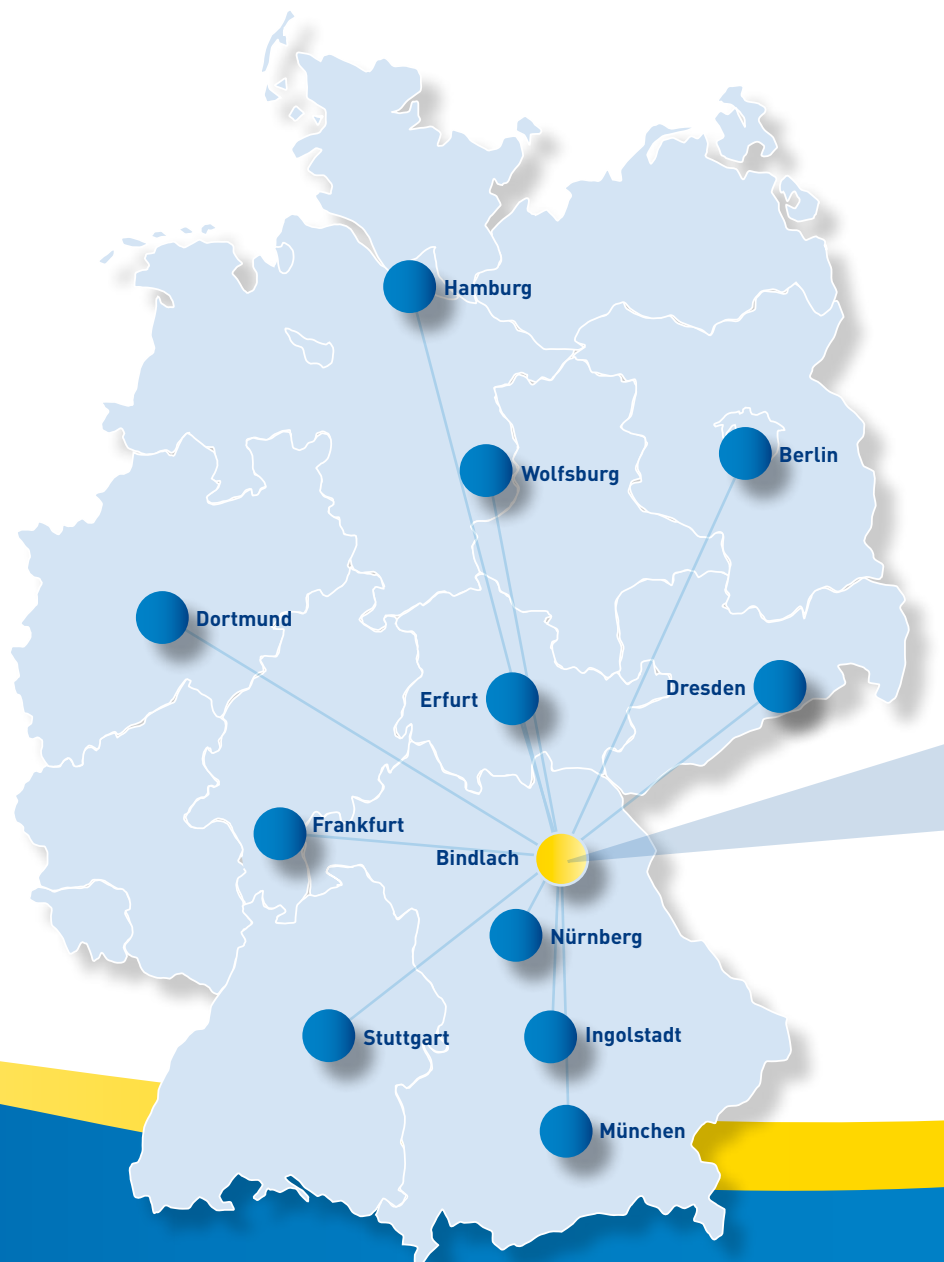 Hamburg
Berlin
Wolfsburg
Dortmund
Dresden
Erfurt
Frankfurt
Bindlach
Nürnberg
Ingolstadt
Stuttgart
München